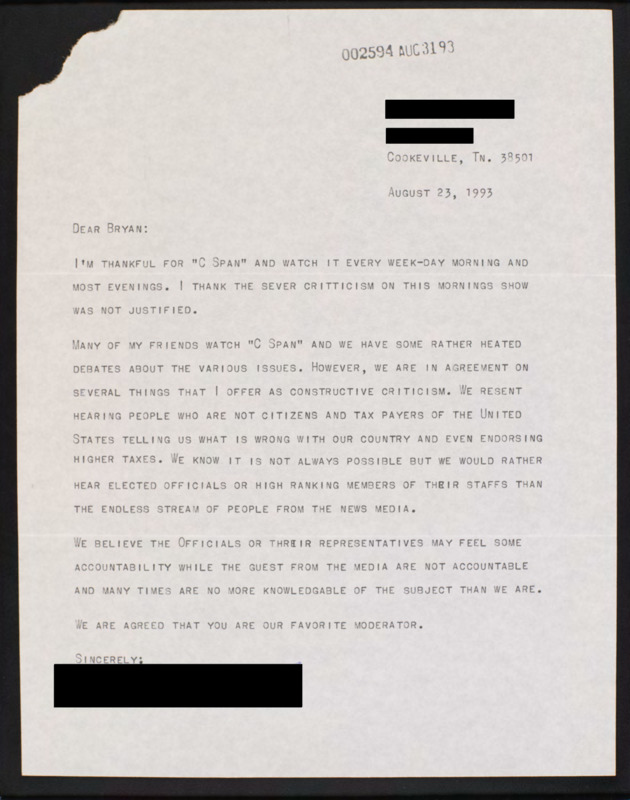 002594 AUG 31 93
COOKEVILLE, TN. 38501
AUGUST 23, 1993
DEAR BRYAN:
I'M THANKFUL FOR "C SPAN" AND WATCH IT EVERY WEEK-DAY MORNING AND
MOST EVENINGS. I THANK THE SEVER CRITTICISM ON THIS MORNINGS SHOW
WAS NOT JUSTIFIED.
MANY OF MY FRIENDS WATCH "C SPAN" AND WE HAVE SOME RATHER HEATED
DEBATES ABOUT THE VARIOUS ISSUES. HOWEVER, WE ARE IN AGREEMENT ON
SEVERAL THINGS THAT I OFFER AS CONSTRUCTIVE CRITICISM. WE RESENT
HEARING PEOPLE WHO ARE NOT CITIZENS AND TAX PAYERS OF THE UNITED
STATES TELLING US WHAT IS WRONG WITH OUR COUNTRY AND EVEN ENDORSING
HIGHER TAXES. WE KNOW IT IS NOT ALWAYS POSSIBLE BUT WE WOULD RATHER
HEAR ELECTED OFFICIALS OR HIGH RANKING MEMBERS OF THEIR STAFFS THAN
THE ENDLESS STREAM OF PEOPLE FROM THE NEWS MEDIA.
WE BELIEVE THE OFFICIALS OR THREIR REPRESENTATIVES MAY FEEL SOME
ACCOUNTABILITY WHILE THE GUEST FROM THE MEDIA ARE NOT ACCOUNTABLE
AND MANY TIMES ARE NO MORE KNOWLEDGABLE OF THE SUBJECT THAN WE ARE.
WE ARE AGREED THAT YOU ARE OUR FAVORITE MODERATOR.
SINCERELY: